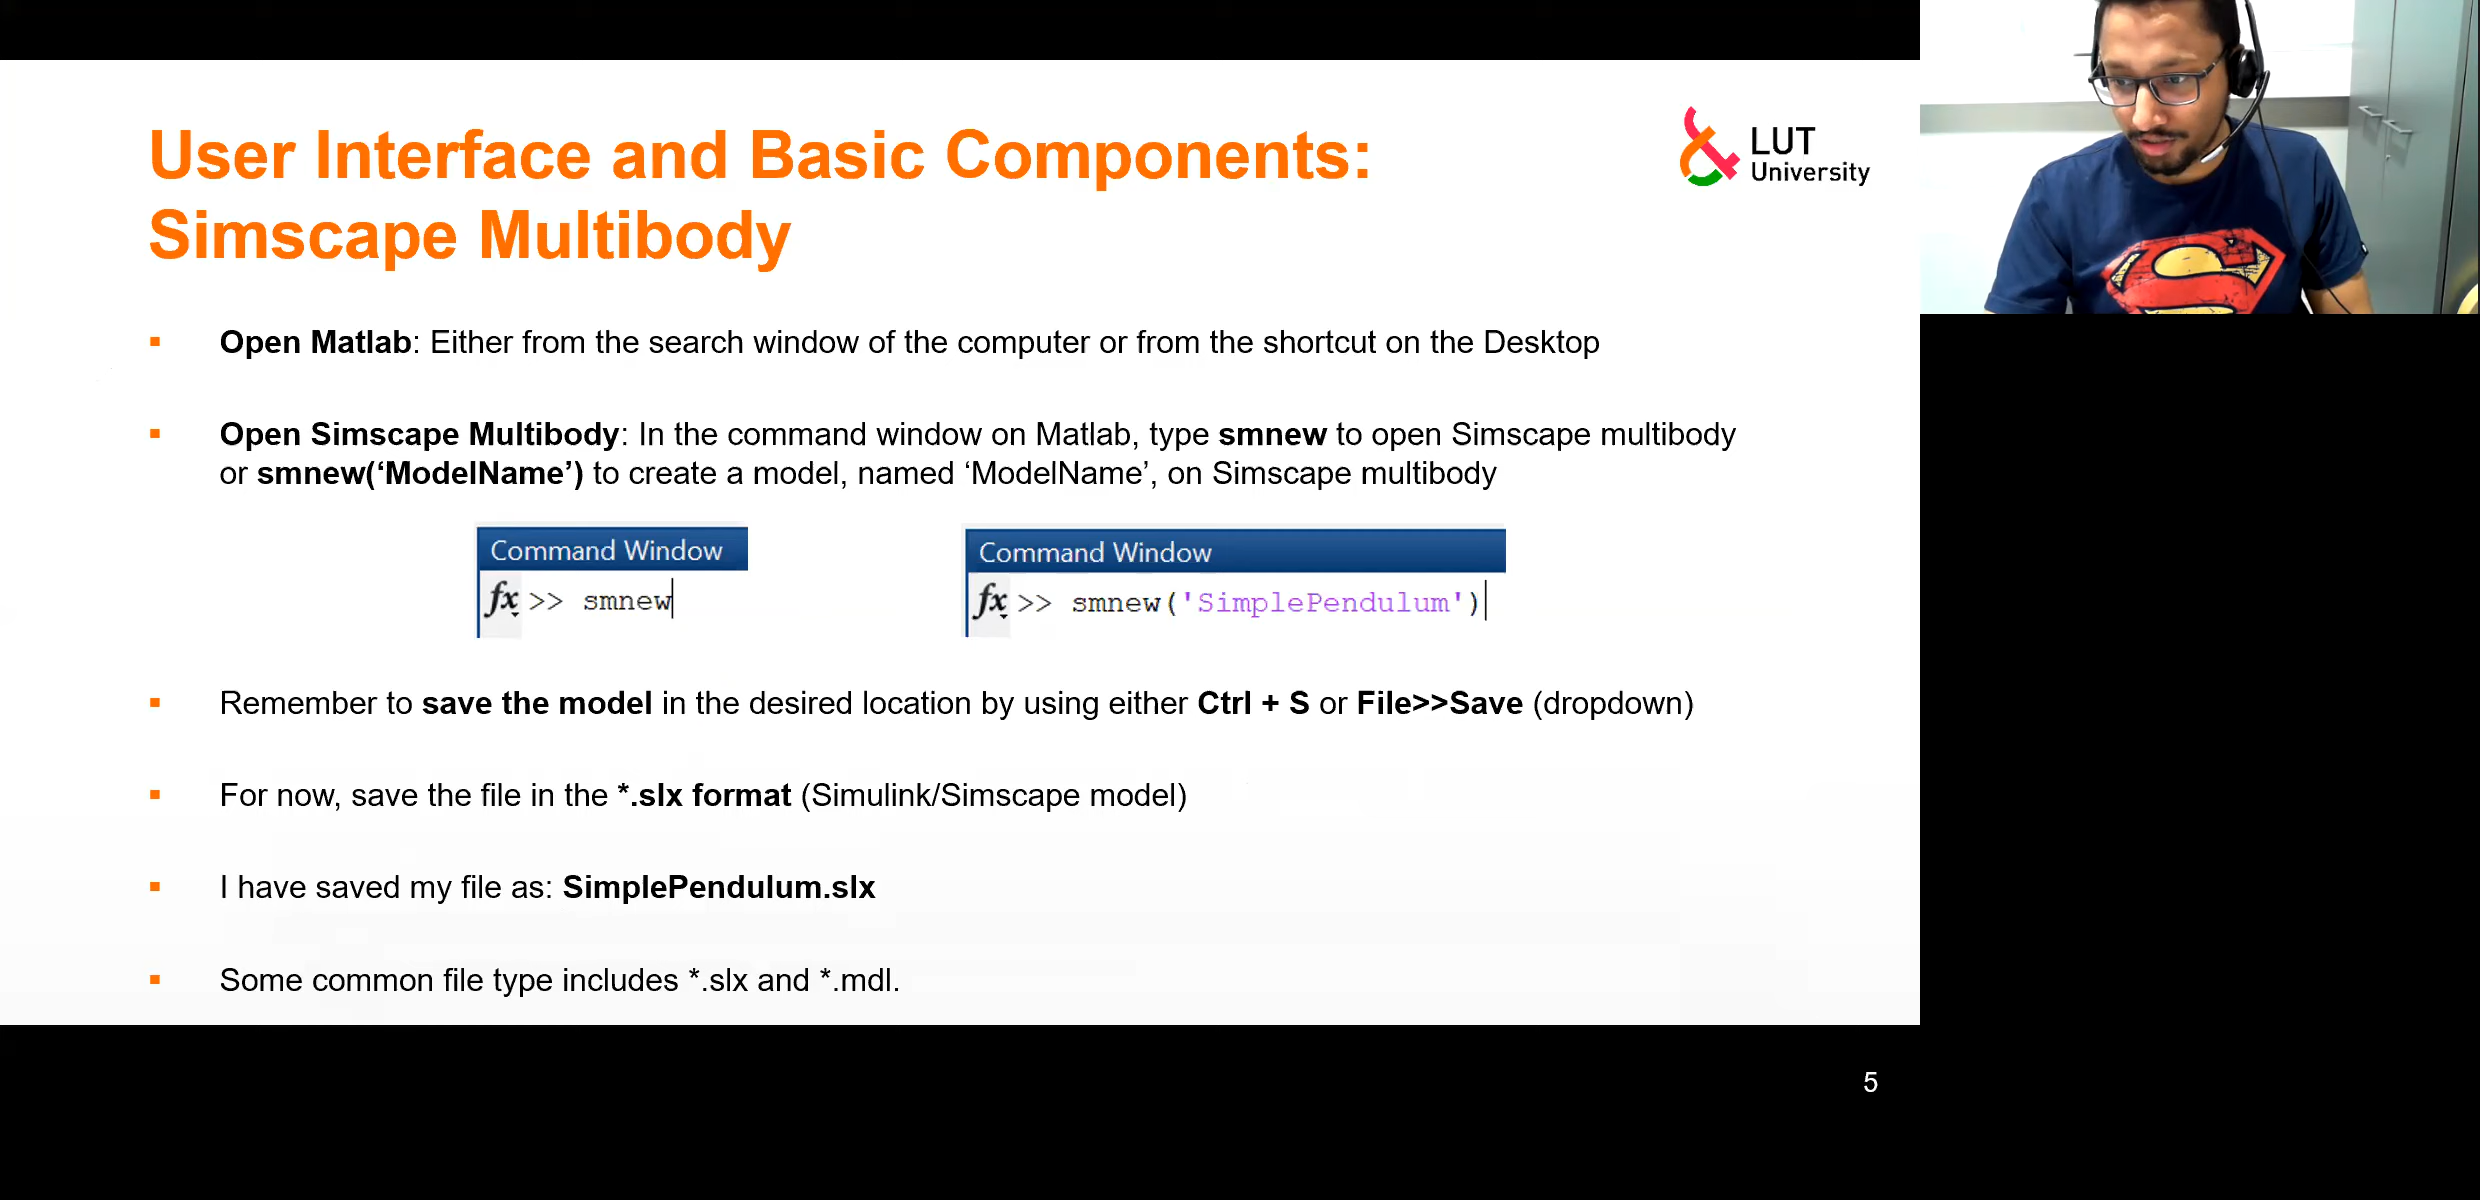 User Interface and Basic Components:
Simscape Multibody
LUT
University
▪ Open Matlab: Either from the search window of the computer or from the shortcut on the Desktop
▪ Open Simscape Multibody: In the command window on Matlab, type smnew to open Simscape multibody
or smnew(‘ModelName’) to create a model, named ‘ModelName’, on Simscape multibody
Command Window
fx >> smnew
Command Window
fx >> smnew('SimplePendulum')
▪ Remember to save the model in the desired location by using either Ctrl + S or File>>Save (dropdown)
▪ For now, save the file in the *.slx format (Simulink/Simscape model)
▪ I have saved my file as: SimplePendulum.slx
▪ Some common file type includes *.slx and *.mdl.
5